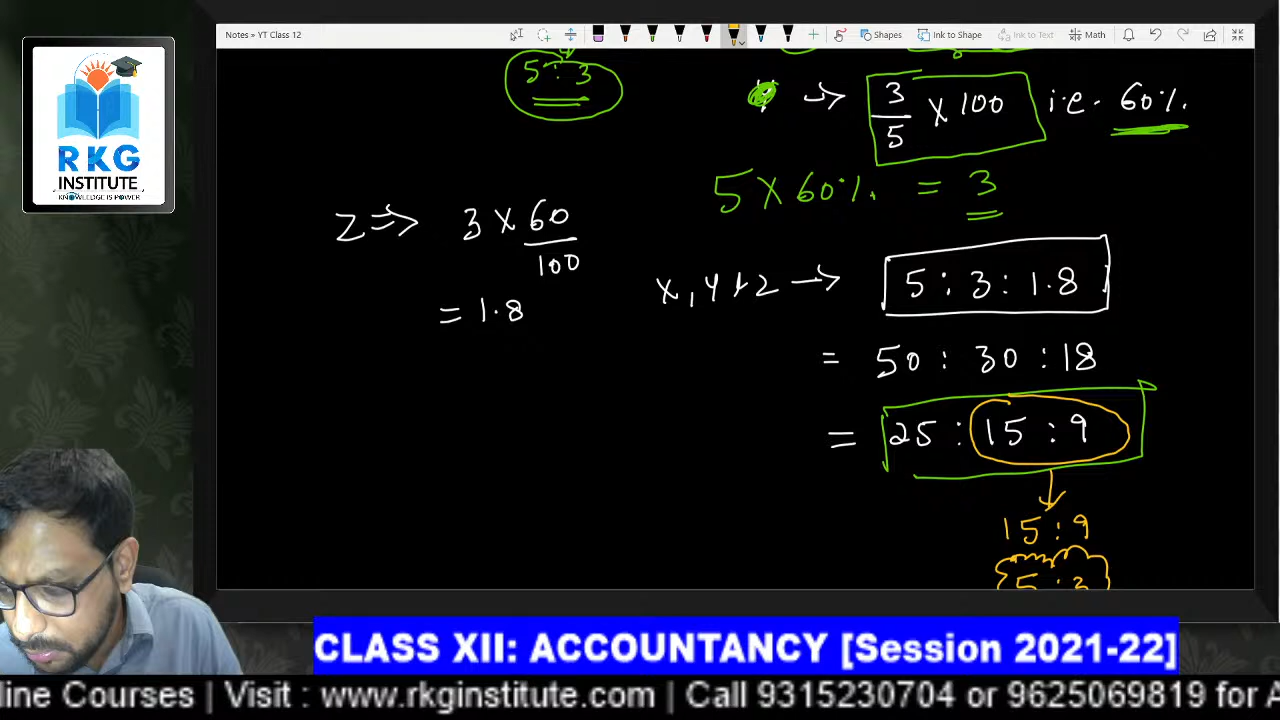 Notes » YT Class 12
Shapes
Ink to Shape
Ink to Text
Math
RKG
INSTITUTE
KNOWLEDGE IS POWER
5 : 3
→ 3/5 × 100 i.e. 60%.
5 × 60%. = 3
Z ⇒ 3 × 60/100
= 1.8
X, Y & Z → 5 : 3 : 1.8
= 50 : 30 : 18
= 25 : 15 : 9
15 : 9
5 : 3
CLASS XII: ACCOUNTANCY [Session 2021-22]
line Courses | Visit : www.rkginstitute.com | Call 9315230704 or 9625069819 for A